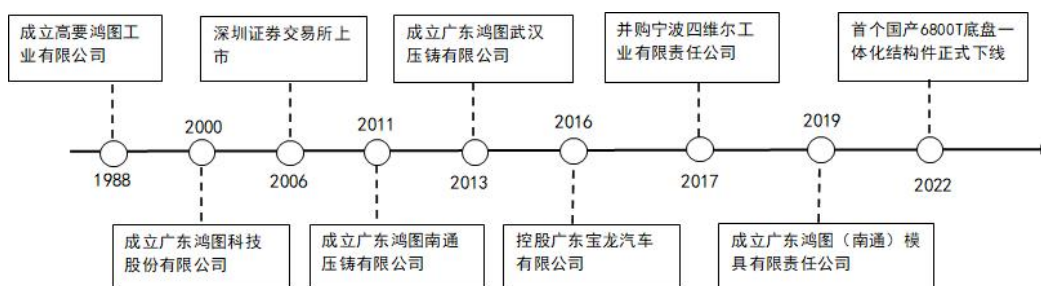 成立高要鸿图工
业有限公司
深圳证券交易所上
市
成立广东鸿图武汉
压铸有限公司
并购宁波四维尔工
业有限责任公司
首个国产6800T底盘一
体化结构件正式下线
2000
2011
2016
2019
1988
2006
2013
2017
2022
成立广东鸿图科技
股份有限公司
成立广东鸿图南通
压铸有限公司
控股广东宝龙汽车
有限公司
成立广东鸿图（南通）模
具有限责任公司